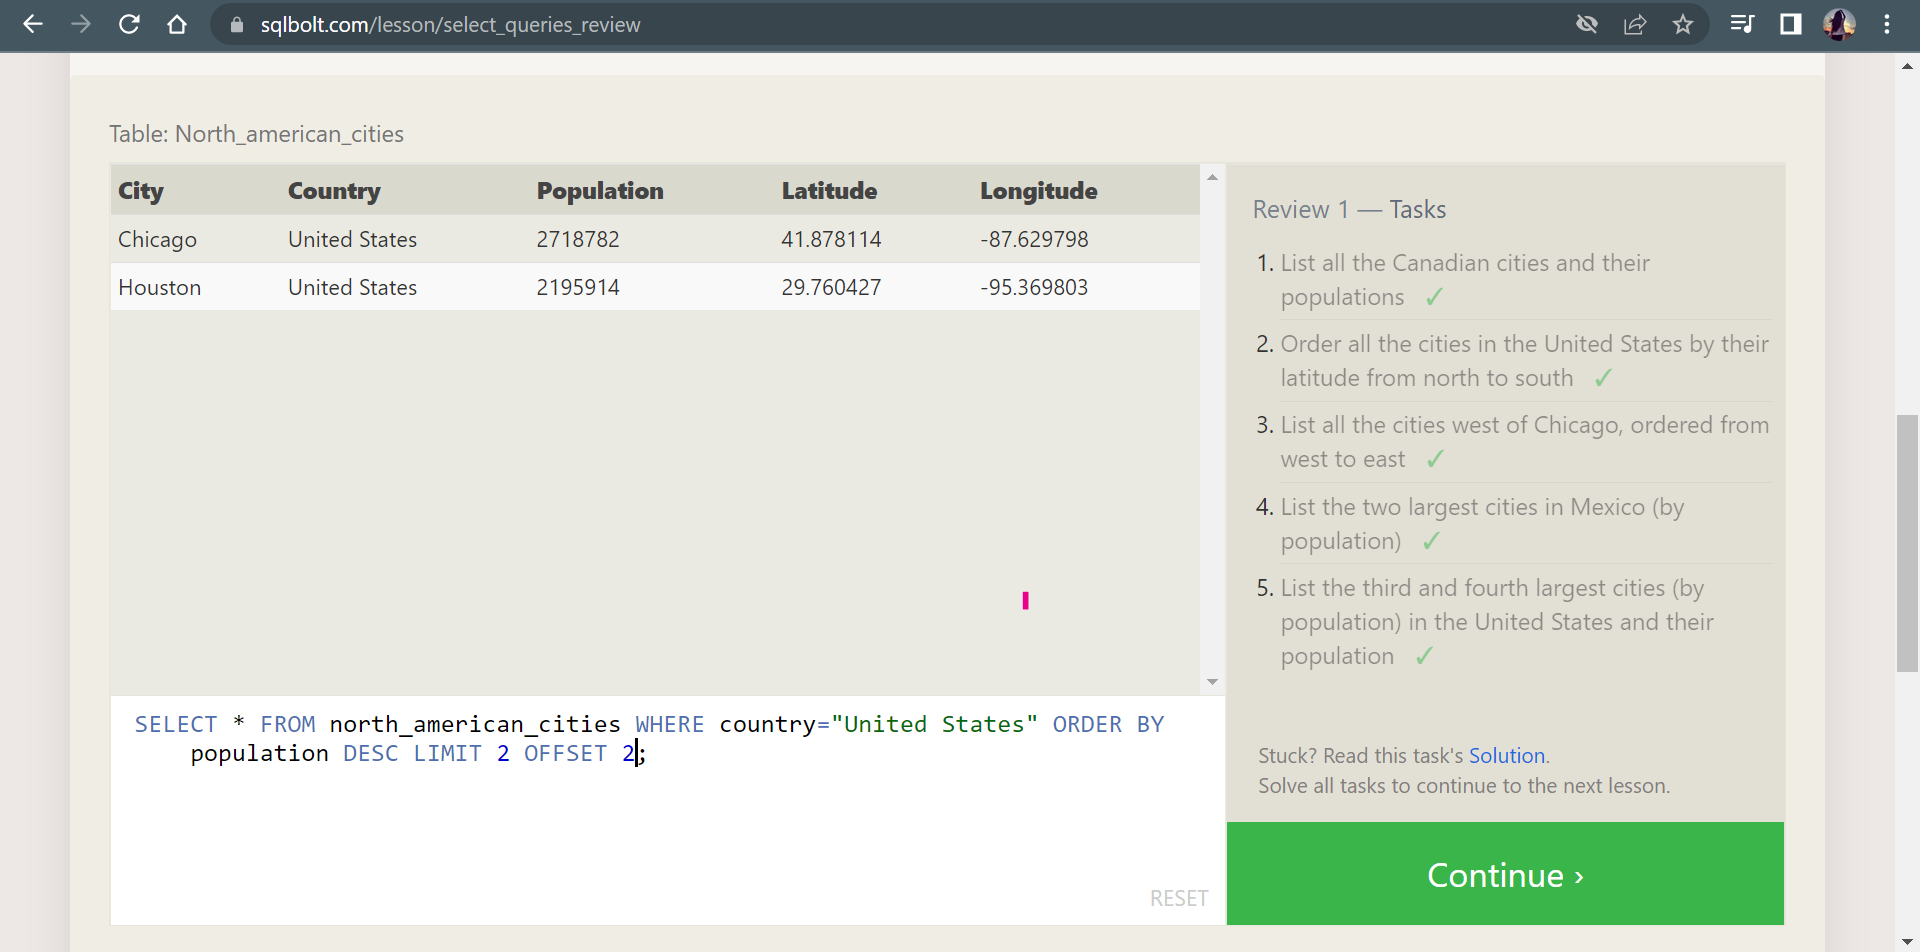 sqlbolt.com/lesson/select_queries_review
Table: North_american_cities
City Country Population Latitude Longitude
Chicago United States 2718782 41.878114 -87.629798
Houston United States 2195914 29.760427 -95.369803
Review 1 — Tasks
1. List all the Canadian cities and their
populations ✓
2. Order all the cities in the United States by their
latitude from north to south ✓
3. List all the cities west of Chicago, ordered from
west to east ✓
4. List the two largest cities in Mexico (by
population) ✓
5. List the third and fourth largest cities (by
population) in the United States and their
population ✓
SELECT * FROM north_american_cities WHERE country="United States" ORDER BY
population DESC LIMIT 2 OFFSET 2;
RESET
Stuck? Read this task's Solution.
Solve all tasks to continue to the next lesson.
Continue ›